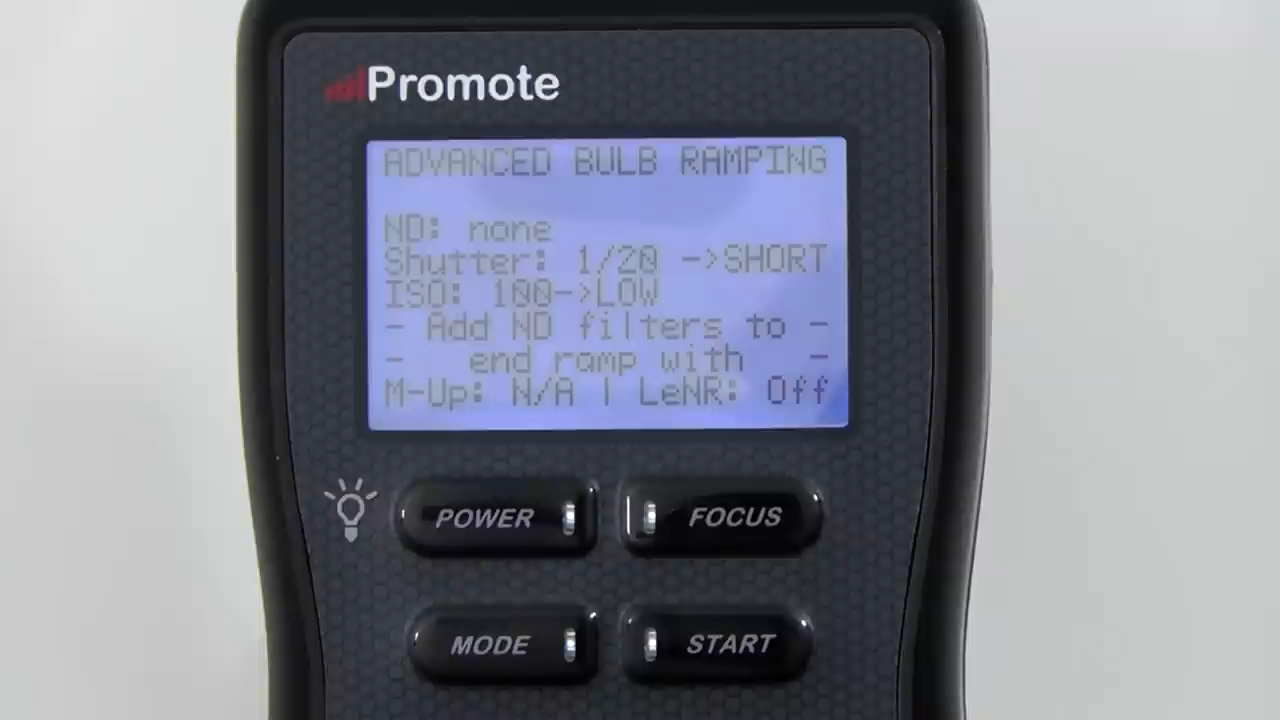 Promote
ADVANCED BULB RAMPING
ND: none
Shutter: 1/20 ->SHORT
ISO: 100->LOW
- Add ND filters to -
- end ramp with -
M-Up: N/A | LeNR: Off
POWER
FOCUS
MODE
START